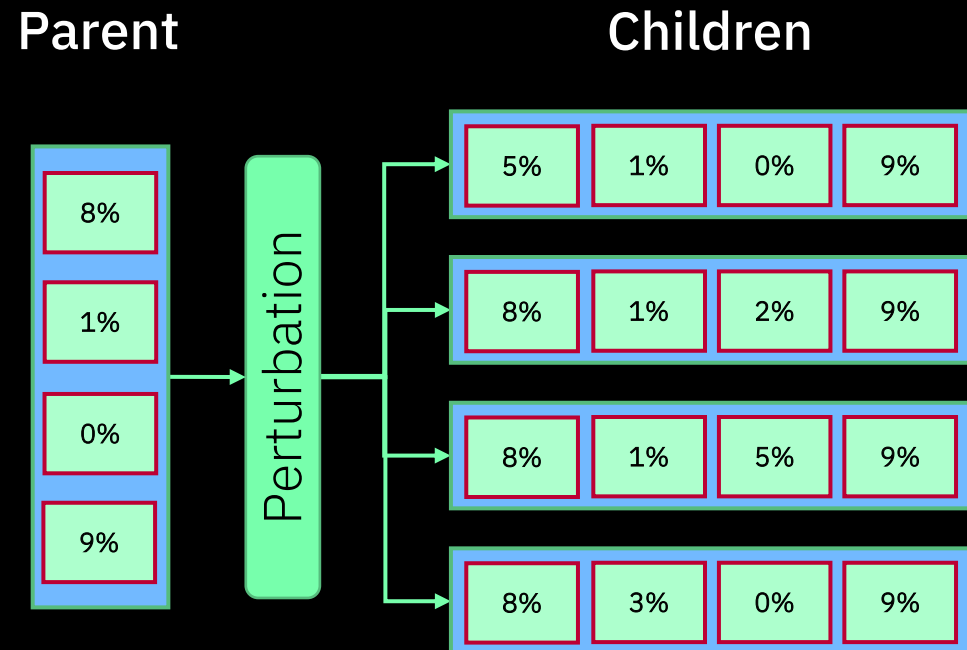 Parent
Children
8%
1%
0%
9%
Perturbation
5% 1% 0% 9%
8% 1% 2% 9%
8% 1% 5% 9%
8% 3% 0% 9%